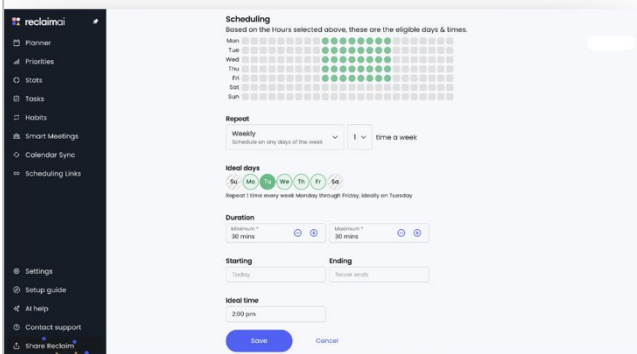 reclaimai
Planner
Priorities
Stats
Tasks
Habits
Smart Meetings
Calendar Sync
Scheduling Links
Settings
Setup guide
AI help
Contact support
Share Reclaim
Scheduling
Based on the Hours selected above, these are the eligible days & times.
Mon
Tue
Wed
Thu
Fri
Sat
Sun
Repeat
Weekly
Schedule on any days of the week
1 time a week
Ideal days
Su Mo Tu We Th Fr Sa
Repeat 1 time every week Monday through Friday, ideally on Tuesday
Duration
Minimum * Maximum *
30 mins 30 mins
Starting Ending
Today Never ends
Ideal time
2:00 pm
Save Cancel